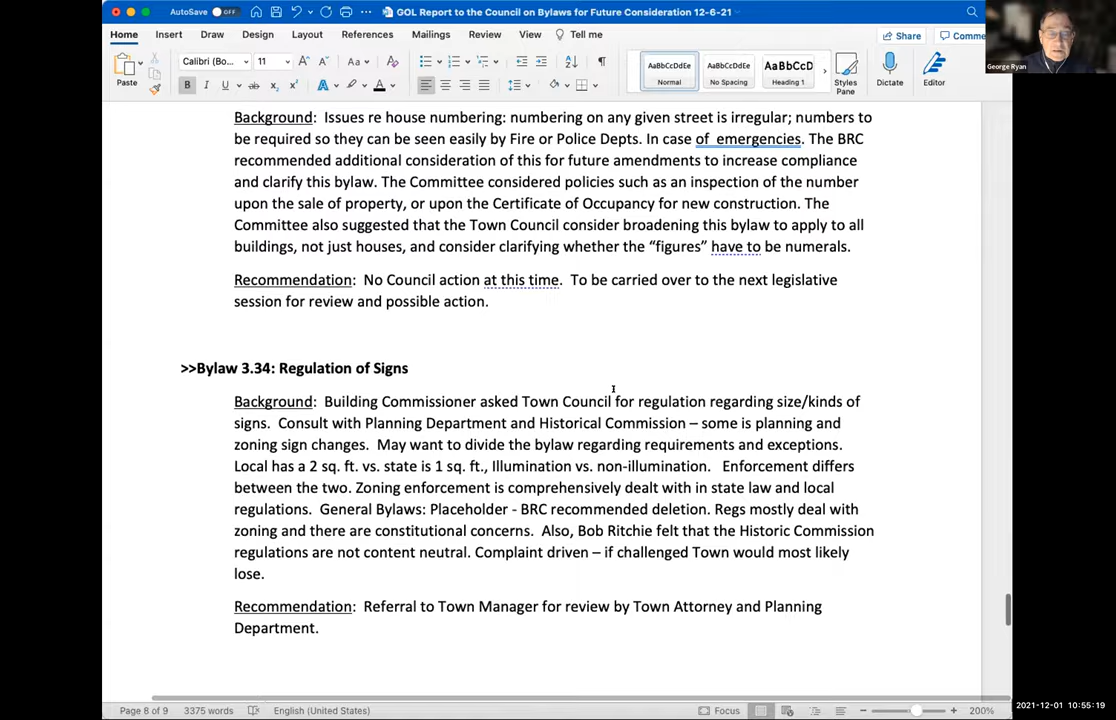 AutoSave OFF GOL Report to the Council on Bylaws for Future Consideration 12-6-21
Home Insert Draw Design Layout References Mailings Review View Tell me Share Comme
Paste Calibri (Bo... 11 Aa AaBbCcDdEe Normal AaBbCcDdEe No Spacing AaBbCcD Heading 1 Styles Pane Dictate Editor
George Ryan
Background: Issues re house numbering: numbering on any given street is irregular; numbers to
be required so they can be seen easily by Fire or Police Depts. In case of emergencies. The BRC
recommended additional consideration of this for future amendments to increase compliance
and clarify this bylaw. The Committee considered policies such as an inspection of the number
upon the sale of property, or upon the Certificate of Occupancy for new construction. The
Committee also suggested that the Town Council consider broadening this bylaw to apply to all
buildings, not just houses, and consider clarifying whether the “figures” have to be numerals.
Recommendation: No Council action at this time. To be carried over to the next legislative
session for review and possible action.
>>Bylaw 3.34: Regulation of Signs
Background: Building Commissioner asked Town Council for regulation regarding size/kinds of
signs. Consult with Planning Department and Historical Commission – some is planning and
zoning sign changes. May want to divide the bylaw regarding requirements and exceptions.
Local has a 2 sq. ft. vs. state is 1 sq. ft., Illumination vs. non-illumination. Enforcement differs
between the two. Zoning enforcement is comprehensively dealt with in state law and local
regulations. General Bylaws: Placeholder - BRC recommended deletion. Regs mostly deal with
zoning and there are constitutional concerns. Also, Bob Ritchie felt that the Historic Commission
regulations are not content neutral. Complaint driven – if challenged Town would most likely
lose.
Recommendation: Referral to Town Manager for review by Town Attorney and Planning
Department.
Page 8 of 9 3375 words English (United States) Focus 200%
2021-12-01 10:55:19